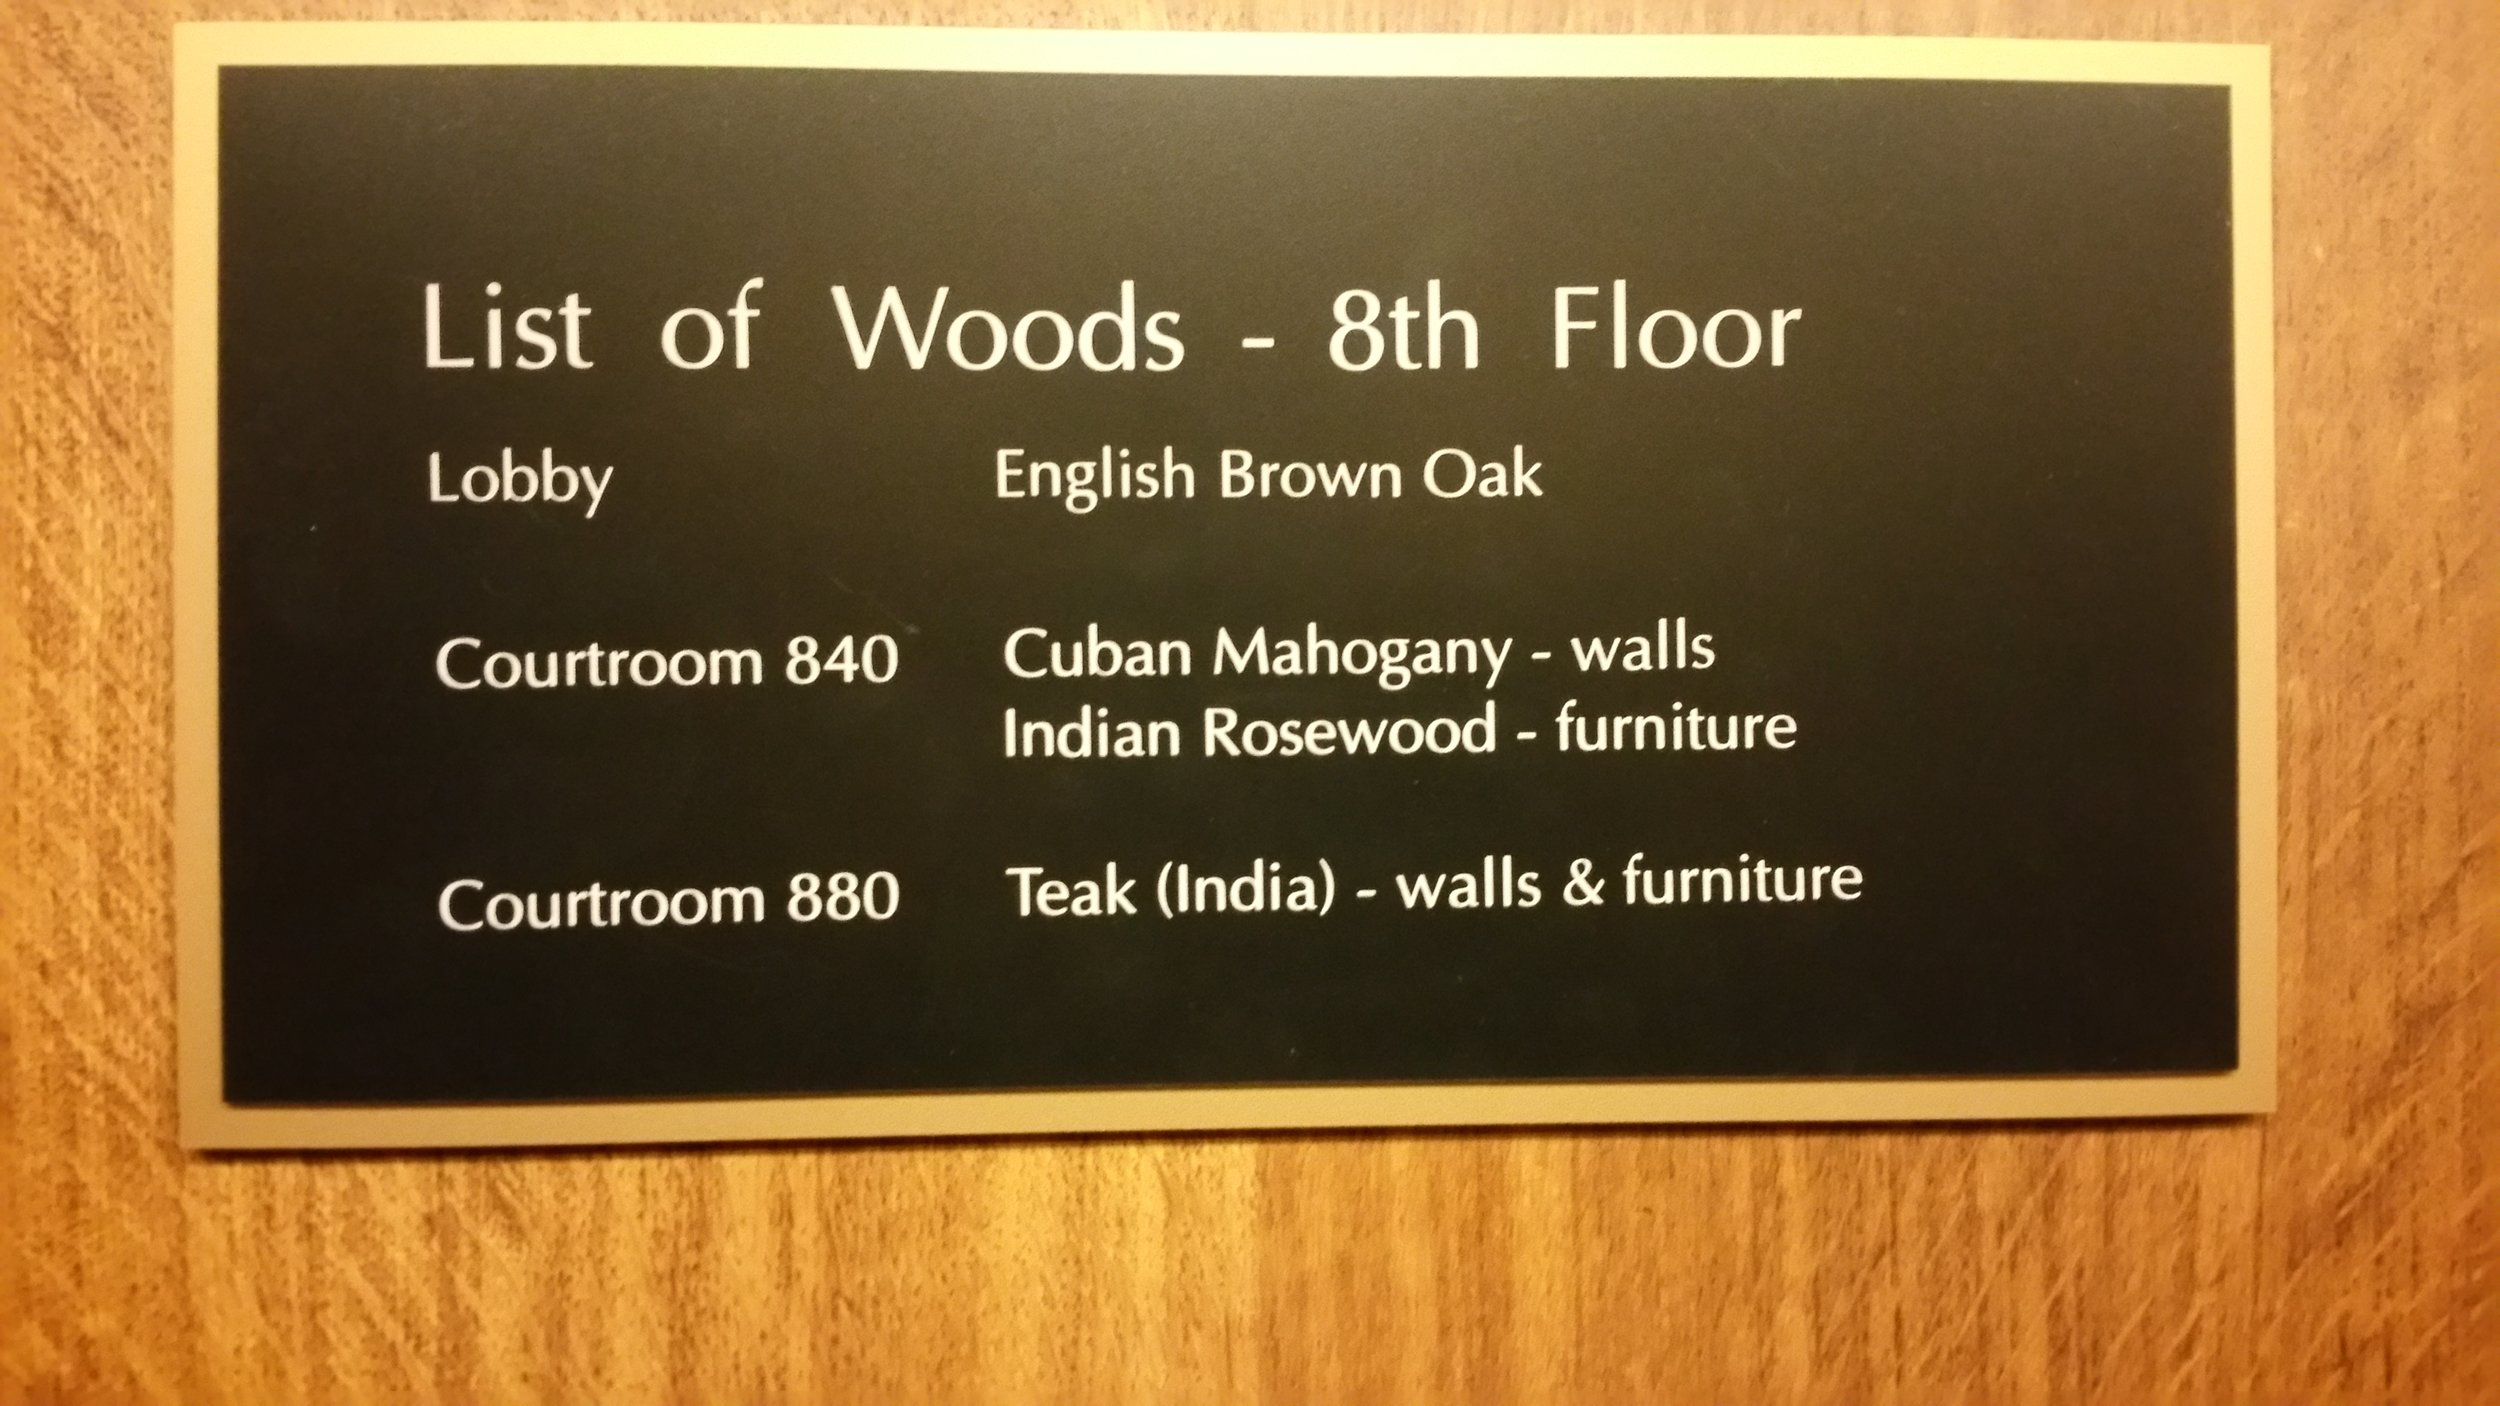 List of Woods - 8th Floor
Lobby English Brown Oak
Courtroom 840 Cuban Mahogany - walls
Indian Rosewood - furniture
Courtroom 880 Teak (India) - walls & furniture